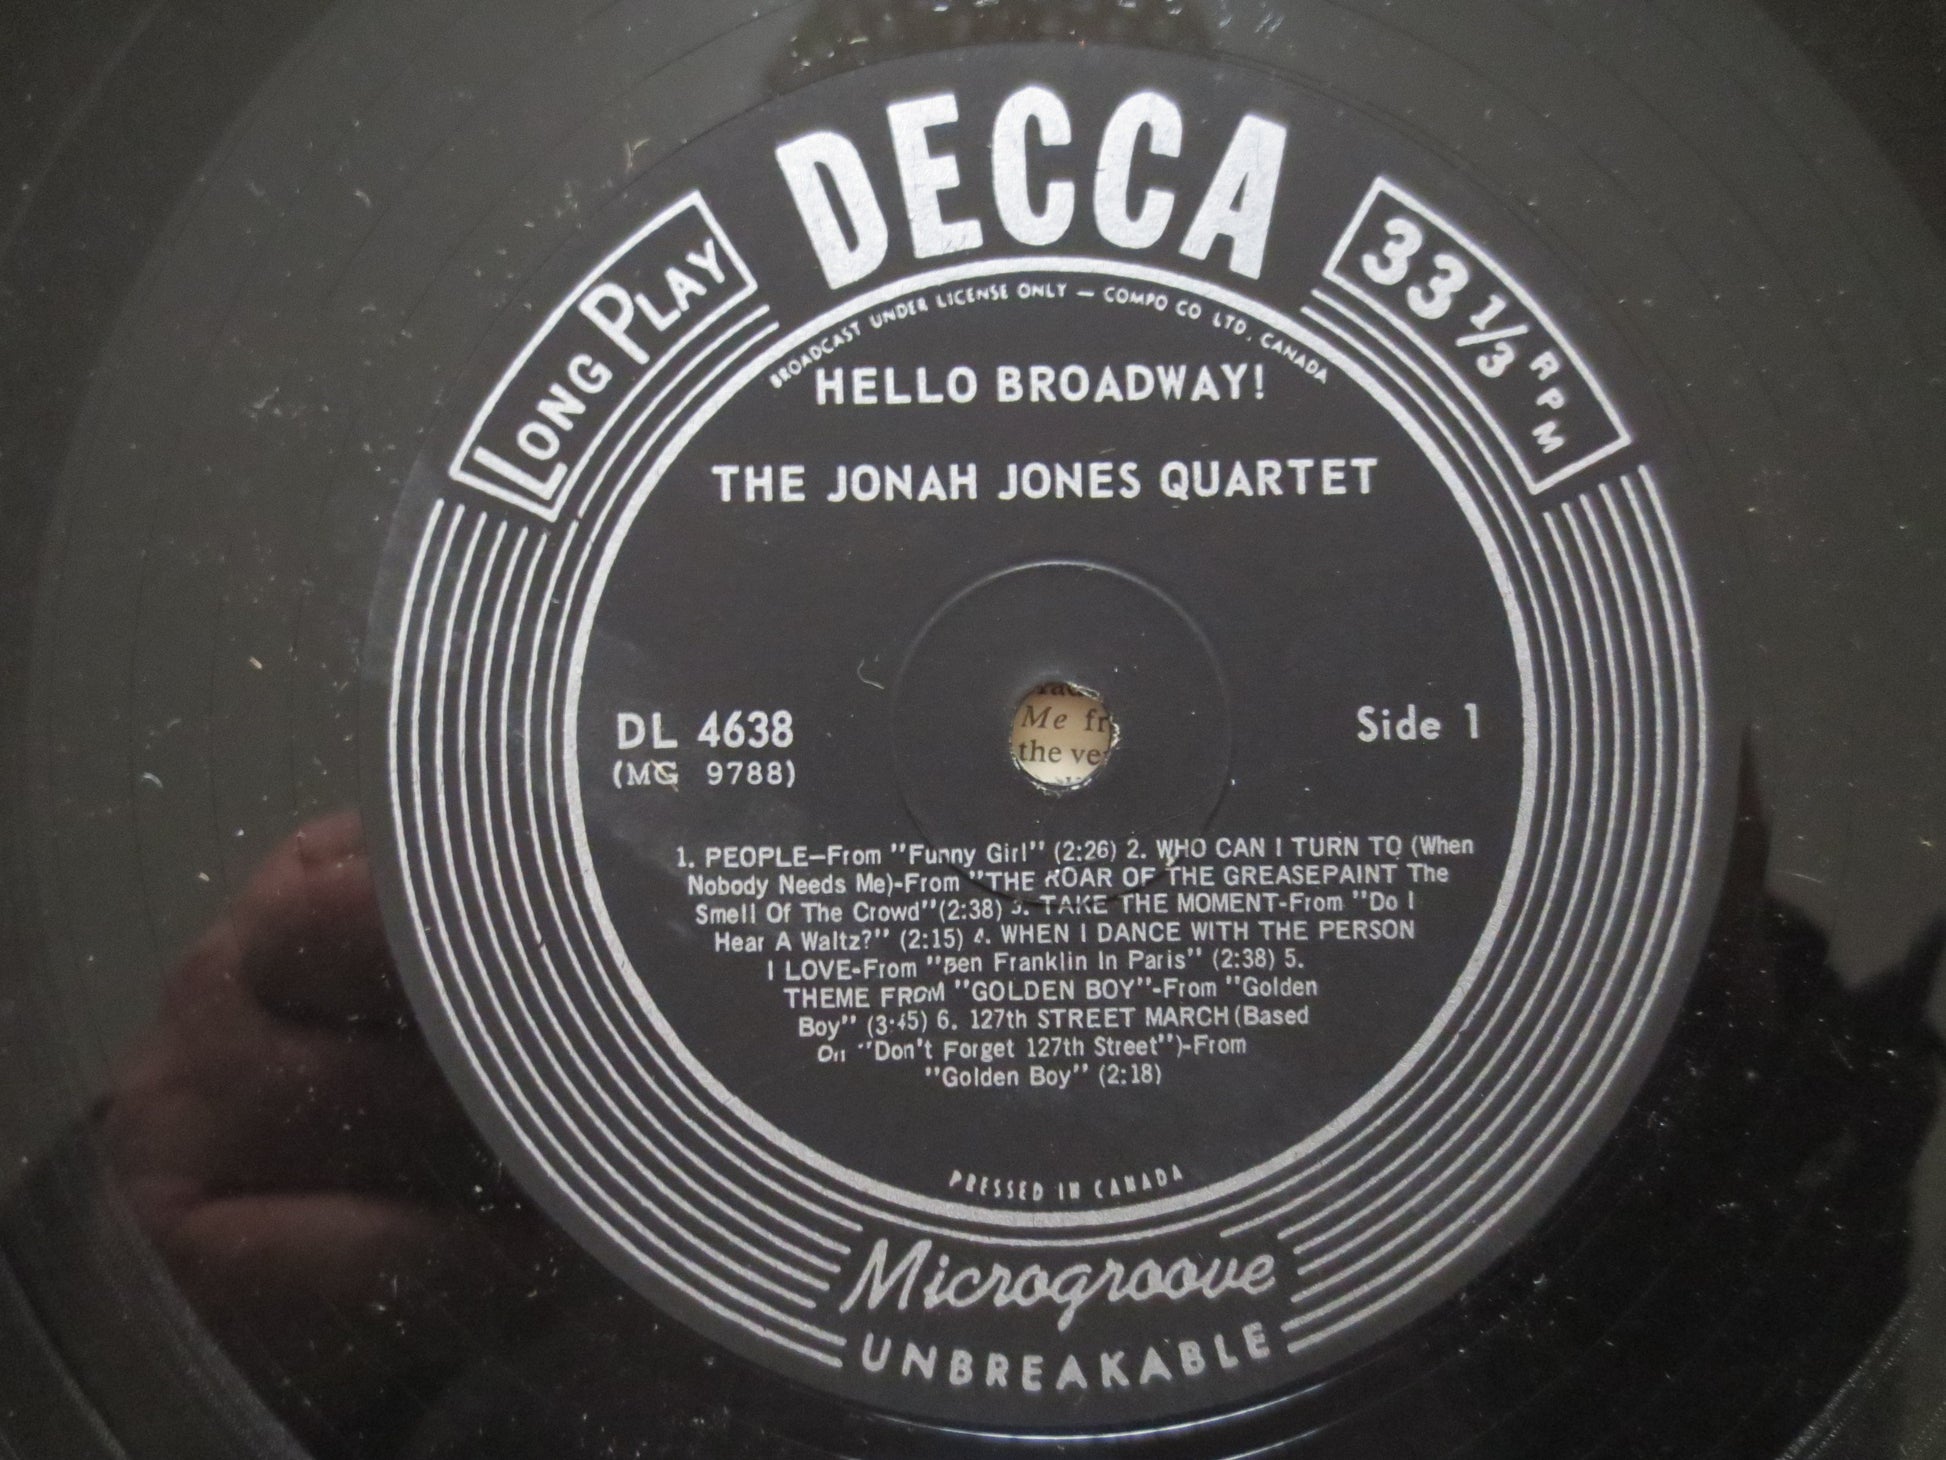 DECCA
LONG PLAY
33 1/3 RPM
BROADCAST UNDER LICENSE ONLY — COMPO CO LTD. CANADA
HELLO BROADWAY!
THE JONAH JONES QUARTET
DL 4638
(MG 9788)
Side 1
Me fr
the ve
1. PEOPLE—From "Funny Girl" (2:26) 2. WHO CAN I TURN TO (When
Nobody Needs Me)-From "THE ROAR OF THE GREASEPAINT The
Smell Of The Crowd"(2:38) 3. TAKE THE MOMENT-From "Do I
Hear A Waltz?" (2:15) 4. WHEN I DANCE WITH THE PERSON
I LOVE-From "Ben Franklin In Paris" (2:38) 5.
THEME FROM "GOLDEN BOY"-From "Golden
Boy" (3:45) 6. 127th STREET MARCH(Based
On "Don't Forget 127th Street")-From
"Golden Boy" (2:18)
PRESSED IN CANADA
Microgroove
UNBREAKABLE